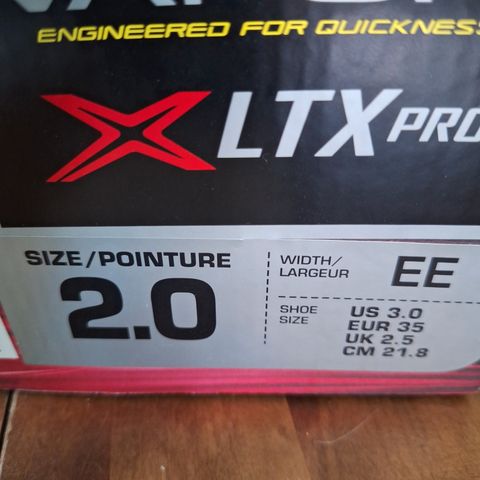 ENGINEERED FOR QUICKNESS
X LTX PRO
SIZE/POINTURE
2.0
WIDTH/
LARGEUR
EE
SHOE
SIZE
US 3.0
EUR 35
UK 2.5
CM 21.8